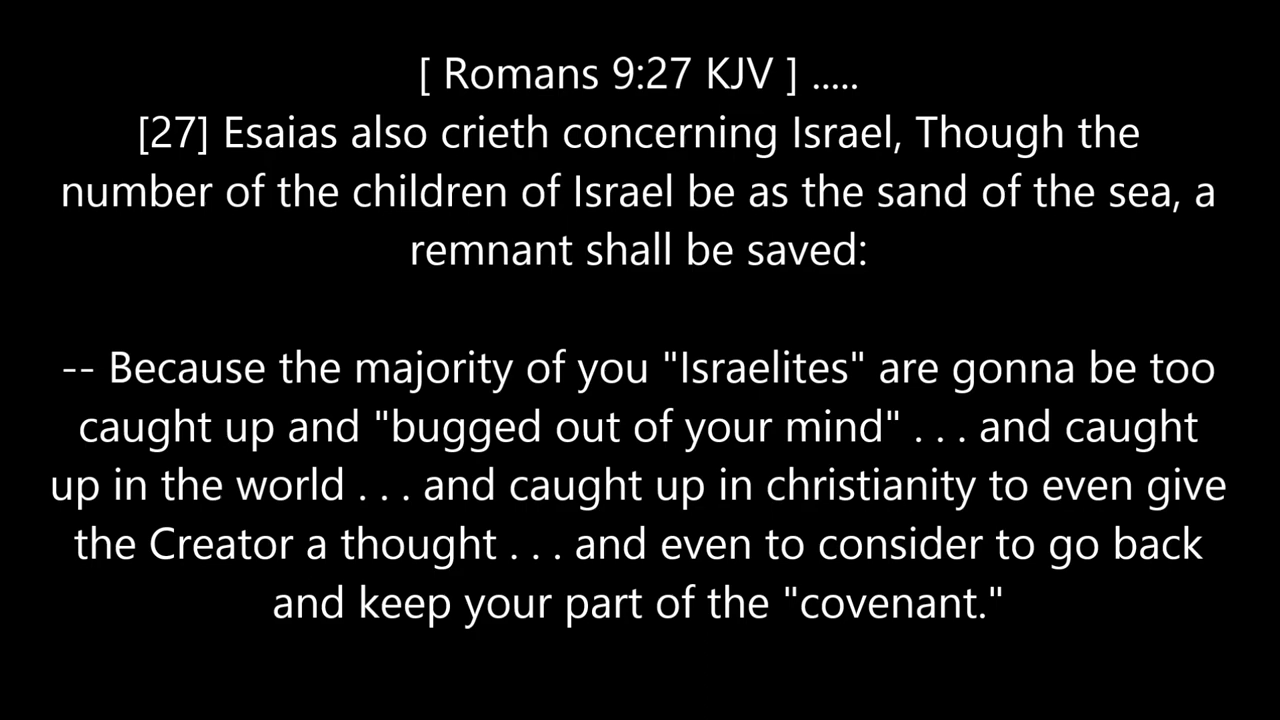 [ Romans 9:27 KJV ] .....
[27] Esaias also crieth concerning Israel, Though the
number of the children of Israel be as the sand of the sea, a
remnant shall be saved:
-- Because the majority of you "Israelites" are gonna be too
caught up and "bugged out of your mind" . . . and caught
up in the world . . . and caught up in christianity to even give
the Creator a thought . . . and even to consider to go back
and keep your part of the "covenant."